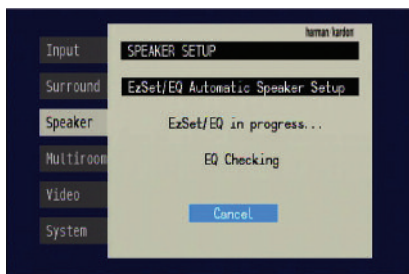 harman/kardon
Input
SPEAKER SETUP
Surround
EzSet/EQ Automatic Speaker Setup
Speaker
EzSet/EQ in progress...
Multiroom
EQ Checking
Video
Cancel
System